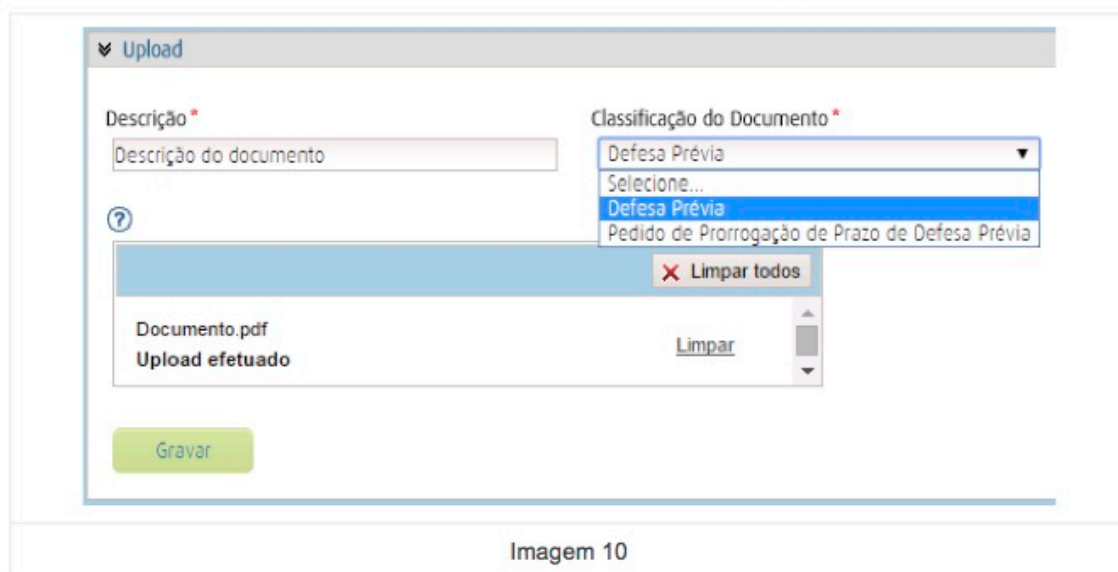 Upload
Descrição *
Classificação do Documento *
Descrição do documento
Defesa Prévia
Selecione...
Defesa Prévia
Pedido de Prorrogação de Prazo de Defesa Prévia
?
Limpar todos
Documento.pdf
Upload efetuado
Limpar
Gravar
Imagem 10